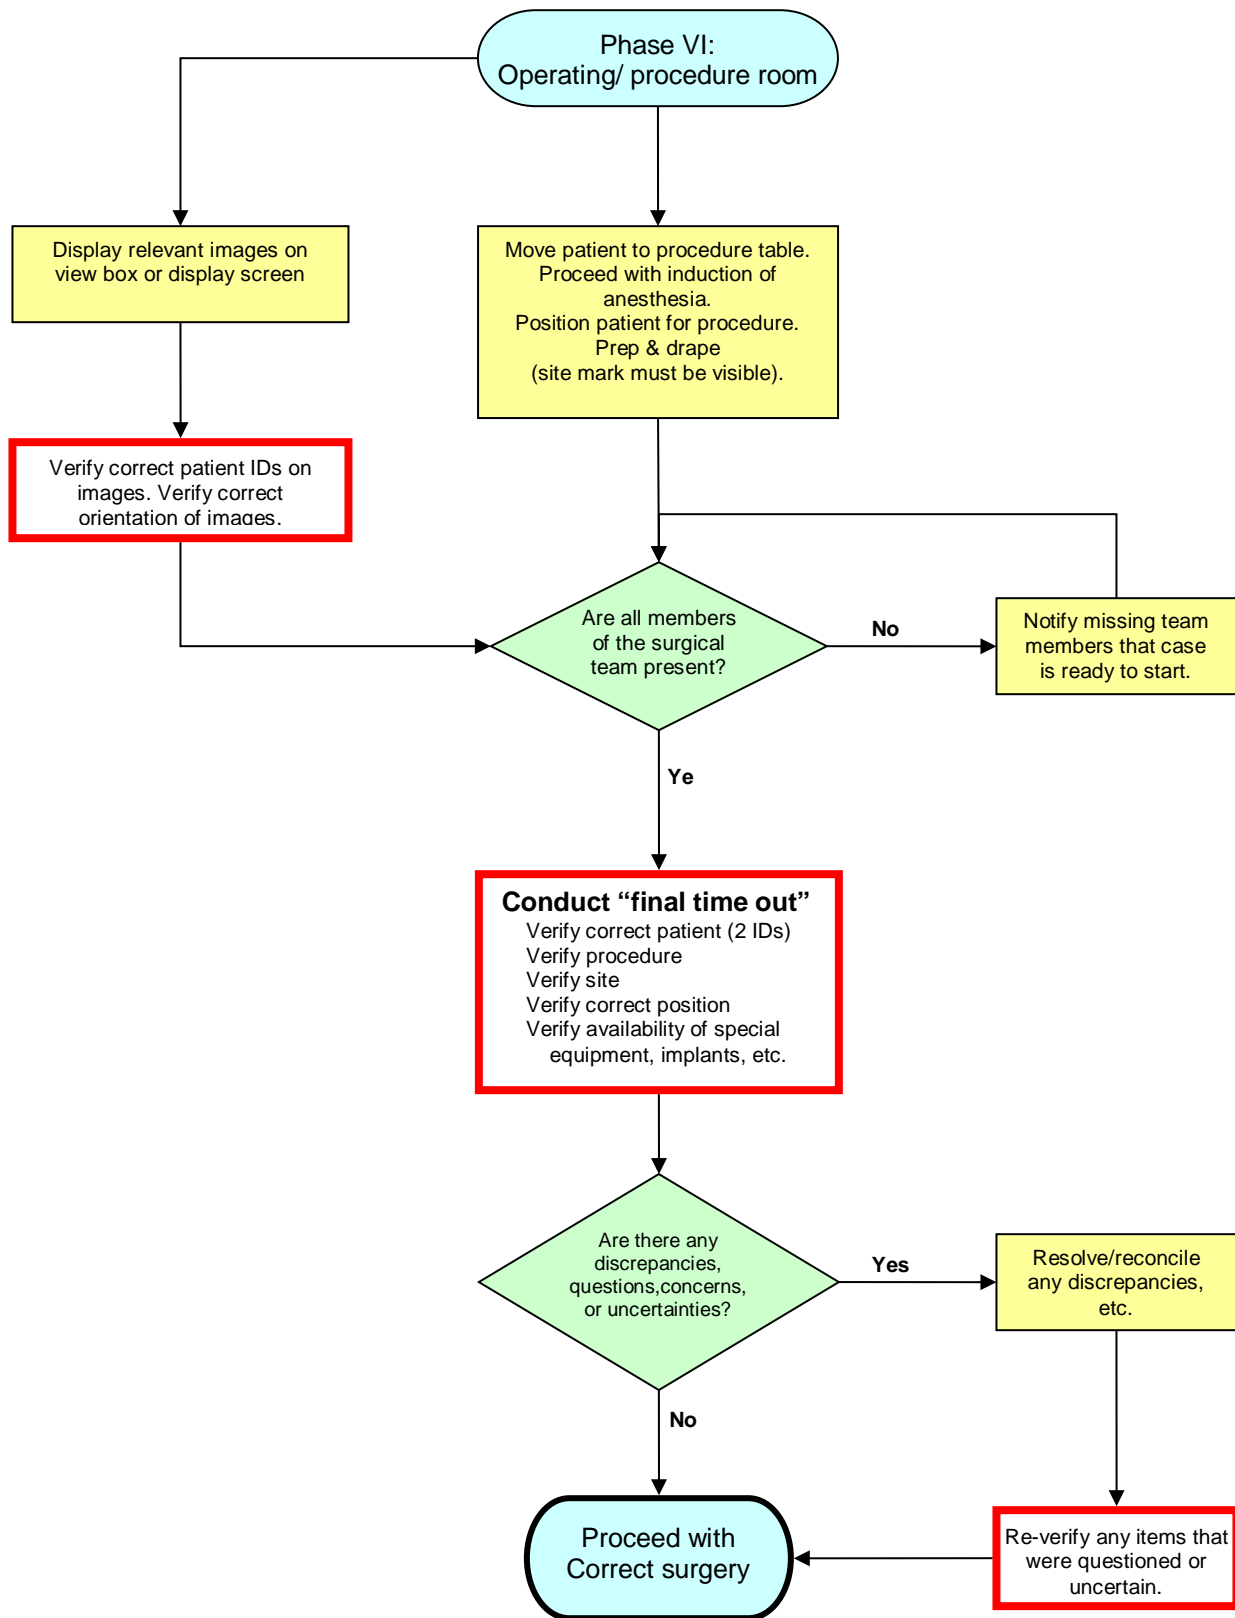 Phase VI:
Operating/ procedure room
Display relevant images on
view box or display screen
Move patient to procedure table.
Proceed with induction of
anesthesia.
Position patient for procedure.
Prep & drape
(site mark must be visible).
Verify correct patient IDs on
images. Verify correct
orientation of images.
Are all members
of the surgical
team present?
No
Notify missing team
members that case
is ready to start.
Ye
Conduct “final time out”
Verify correct patient (2 IDs)
Verify procedure
Verify site
Verify correct position
Verify availability of special
equipment, implants, etc.
Are there any
discrepancies,
questions,concerns,
or uncertainties?
Yes
Resolve/reconcile
any discrepancies,
etc.
No
Proceed with
Correct surgery
Re-verify any items that
were questioned or
uncertain.